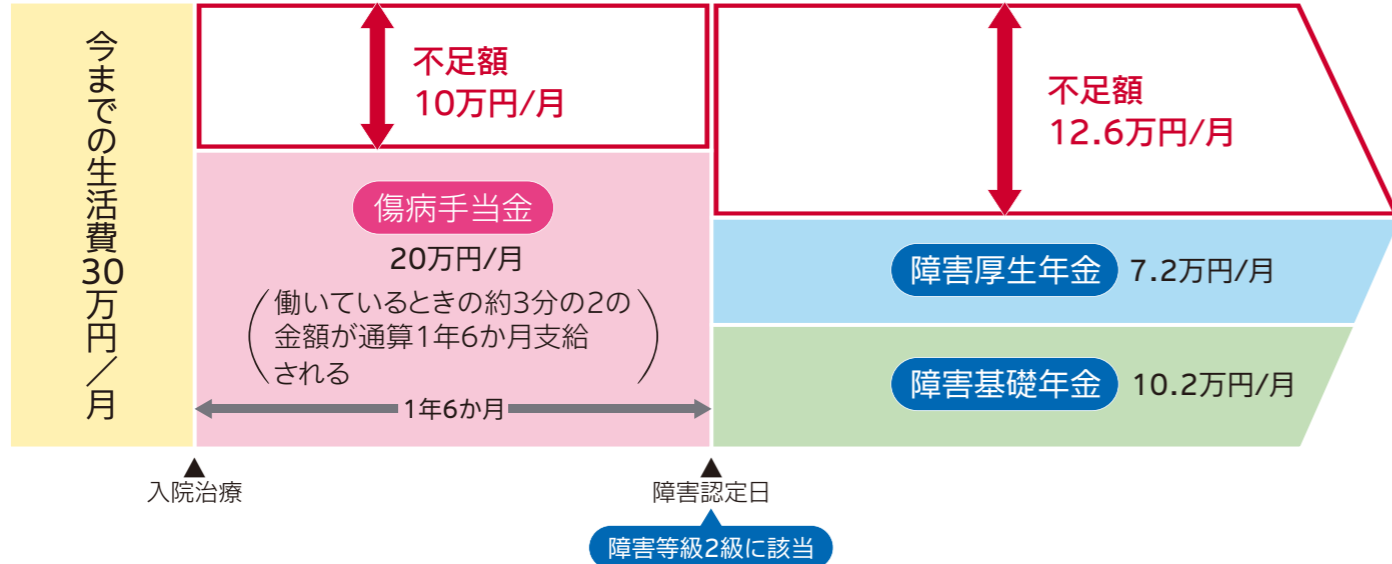 今までの生活費30万円/月
不足額
10万円/月
傷病手当金
20万円/月
(働いているときの約3分の2の
金額が通算1年6か月支給
される)
1年6か月
不足額
12.6万円/月
障害厚生年金 7.2万円/月
障害基礎年金 10.2万円/月
▲
入院治療
▲
障害認定日
障害等級2級に該当